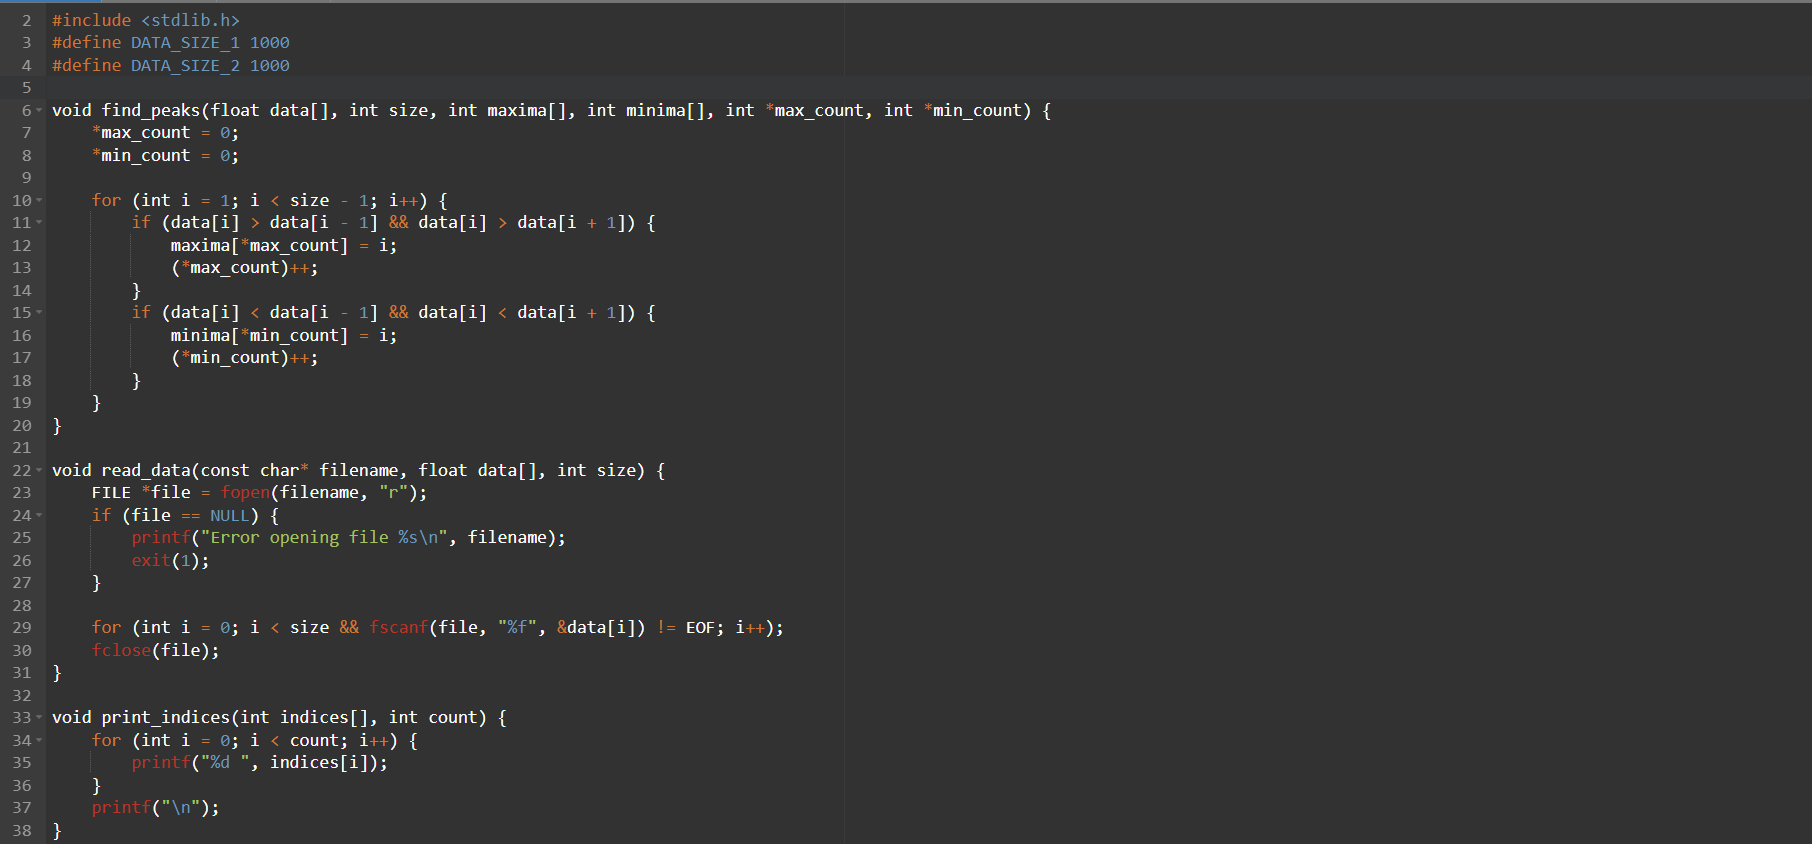 2 #include <stdlib.h>
3 #define DATA_SIZE_1 1000
4 #define DATA_SIZE_2 1000
5
6 void find_peaks(float data[], int size, int maxima[], int minima[], int *max_count, int *min_count) {
7     *max_count = 0;
8     *min_count = 0;
9
10     for (int i = 1; i < size - 1; i++) {
11         if (data[i] > data[i - 1] && data[i] > data[i + 1]) {
12             maxima[*max_count] = i;
13             (*max_count)++;
14         }
15         if (data[i] < data[i - 1] && data[i] < data[i + 1]) {
16             minima[*min_count] = i;
17             (*min_count)++;
18         }
19     }
20 }
21
22 void read_data(const char* filename, float data[], int size) {
23     FILE *file = fopen(filename, "r");
24     if (file == NULL) {
25         printf("Error opening file %s\n", filename);
26         exit(1);
27     }
28
29     for (int i = 0; i < size && fscanf(file, "%f", &data[i]) != EOF; i++);
30     fclose(file);
31 }
32
33 void print_indices(int indices[], int count) {
34     for (int i = 0; i < count; i++) {
35         printf("%d ", indices[i]);
36     }
37     printf("\n");
38 }